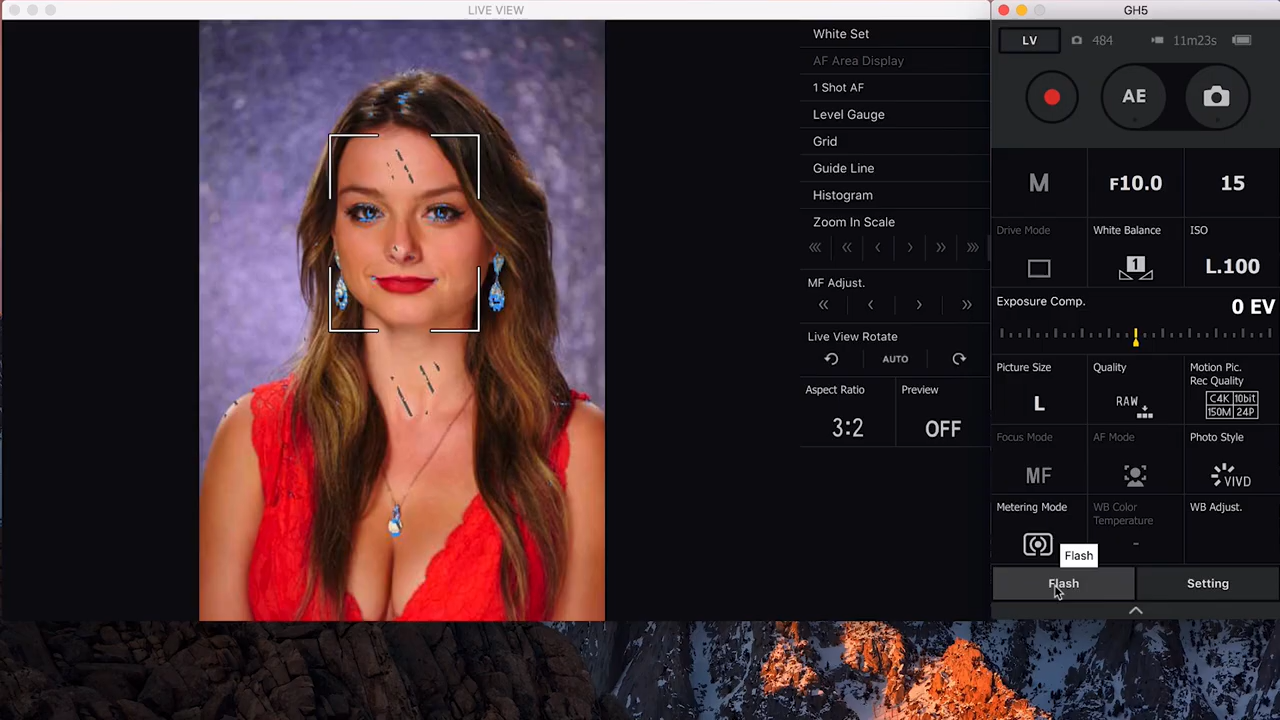 LIVE VIEW
GH5
White Set
AF Area Display
1 Shot AF
Level Gauge
Grid
Guide Line
Histogram
Zoom In Scale
MF Adjust.
Live View Rotate
AUTO
Aspect Ratio
Preview
3:2
OFF
LV
484
11m23s
AE
M
F10.0
15
Drive Mode
White Balance
ISO
1
L.100
Exposure Comp.
0 EV
Picture Size
Quality
Motion Pic.
Rec Quality
L
RAW
C4K 10bit
150M 24P
Focus Mode
AF Mode
Photo Style
MF
VIVD
Metering Mode
WB Color
Temperature
WB Adjust.
-
Flash
Flash
Setting